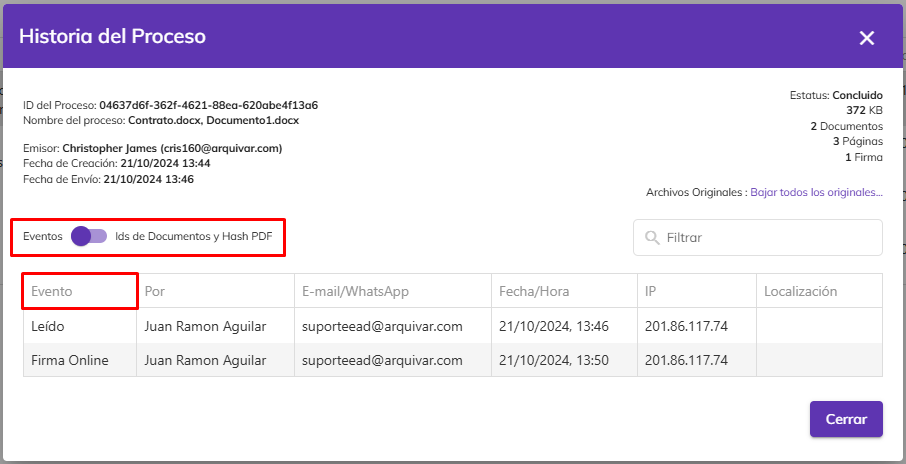 Historia del Proceso
ID del Proceso: 04637d6f-362f-4621-88ea-620abe4f13a6
Nombre del proceso: Contrato.docx, Documento1.docx
Emisor: Christopher James (cris160@arquivar.com)
Fecha de Creación: 21/10/2024 13:44
Fecha de Envío: 21/10/2024 13:46
Estatus: Concluido
372 KB
2 Documentos
3 Páginas
1 Firma
Archivos Originales : Bajar todos los originales...
Eventos Ids de Documentos y Hash PDF
Filtrar
Evento Por E-mail/WhatsApp Fecha/Hora IP Localización
Leído Juan Ramon Aguilar suporteead@arquivar.com 21/10/2024, 13:46 201.86.117.74
Firma Online Juan Ramon Aguilar suporteead@arquivar.com 21/10/2024, 13:50 201.86.117.74
Cerrar